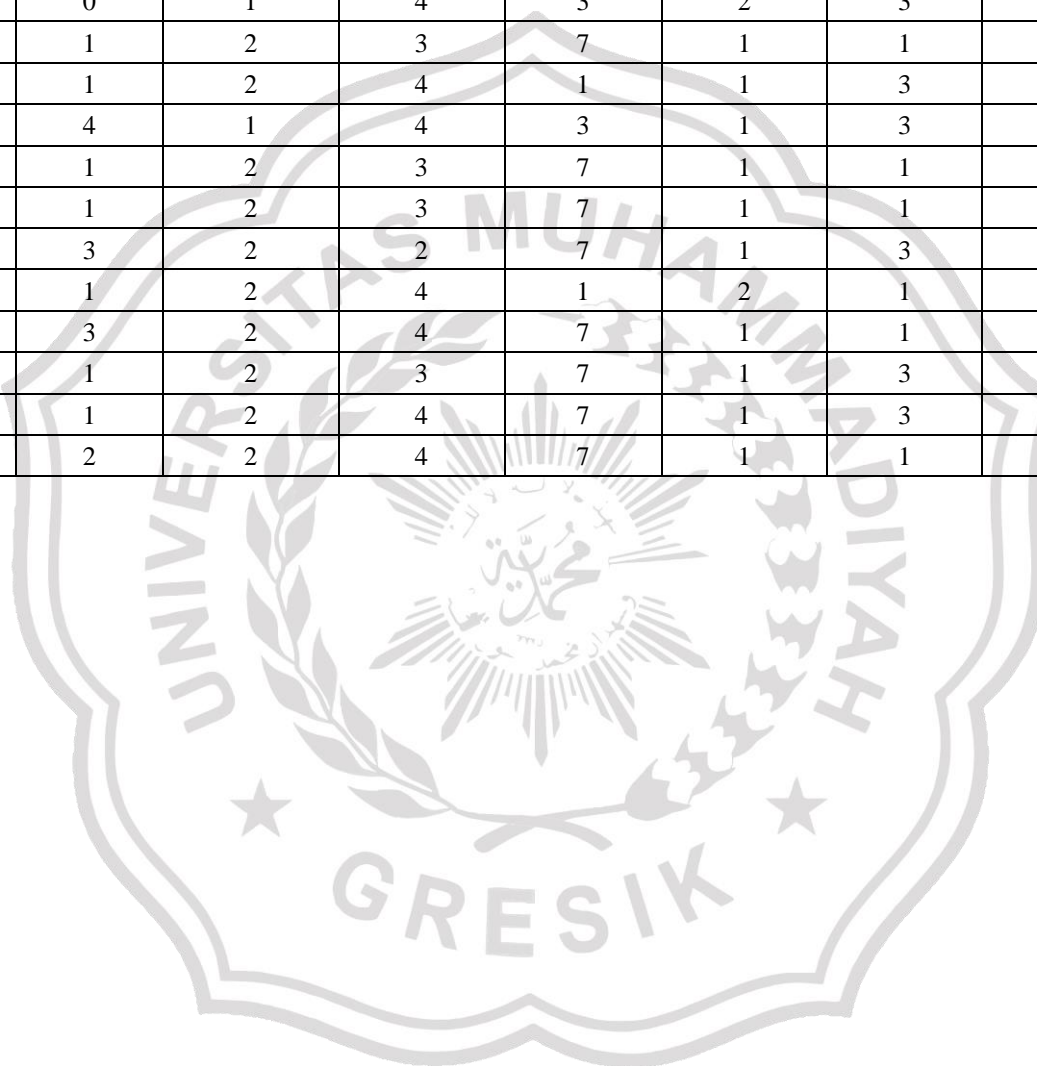 0 1 4 3 2 3
1 2 3 7 1 1
1 2 4 1 1 3
4 1 4 3 1 3
1 2 3 7 1 1
1 2 3 7 1 1
3 2 2 7 1 3
1 2 4 1 2 1
3 2 4 7 1 1
1 2 3 7 1 3
1 2 4 7 1 3
2 2 4 7 1 1
UNIVERSITAS MUHAMMADIYAH
GRESIK